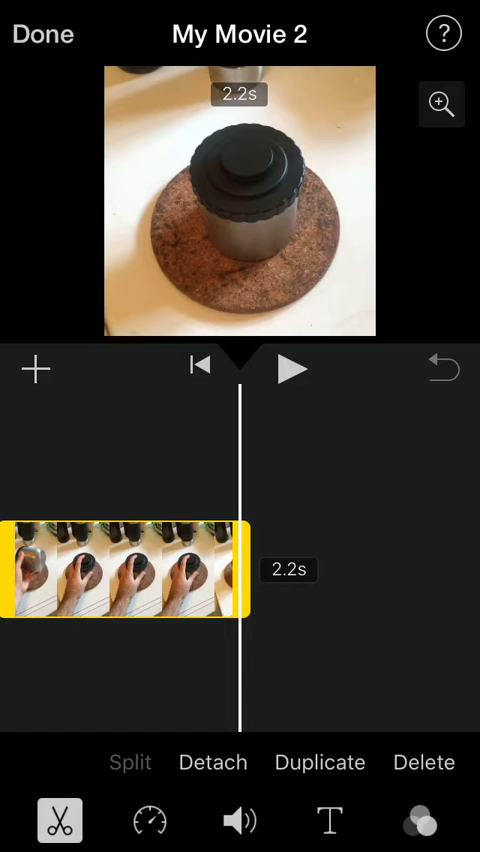 Done My Movie 2 ?
2.2s
2.2s
Split Detach Duplicate Delete
T